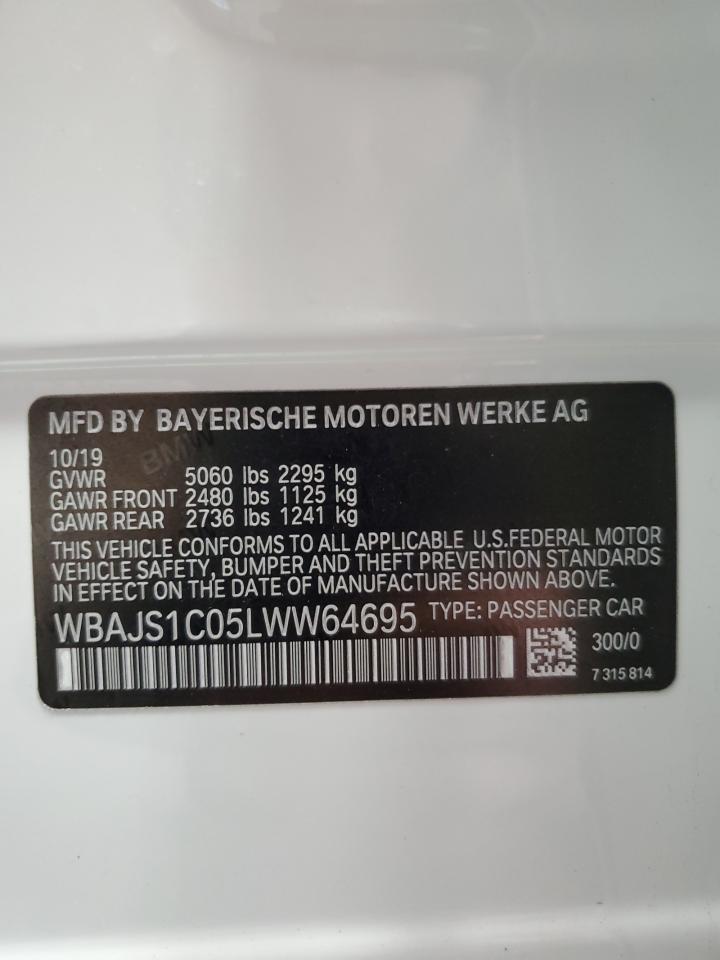 MFD BY BAYERISCHE MOTOREN WERKE AG
BMW
10/19
GVWR 5060 lbs 2295 kg
GAWR FRONT 2480 lbs 1125 kg
GAWR REAR 2736 lbs 1241 kg
THIS VEHICLE CONFORMS TO ALL APPLICABLE U.S.FEDERAL MOTOR
VEHICLE SAFETY, BUMPER AND THEFT PREVENTION STANDARDS
IN EFFECT ON THE DATE OF MANUFACTURE SHOWN ABOVE.
WBAJS1C05LWW64695 TYPE: PASSENGER CAR
300/0
7 315 814